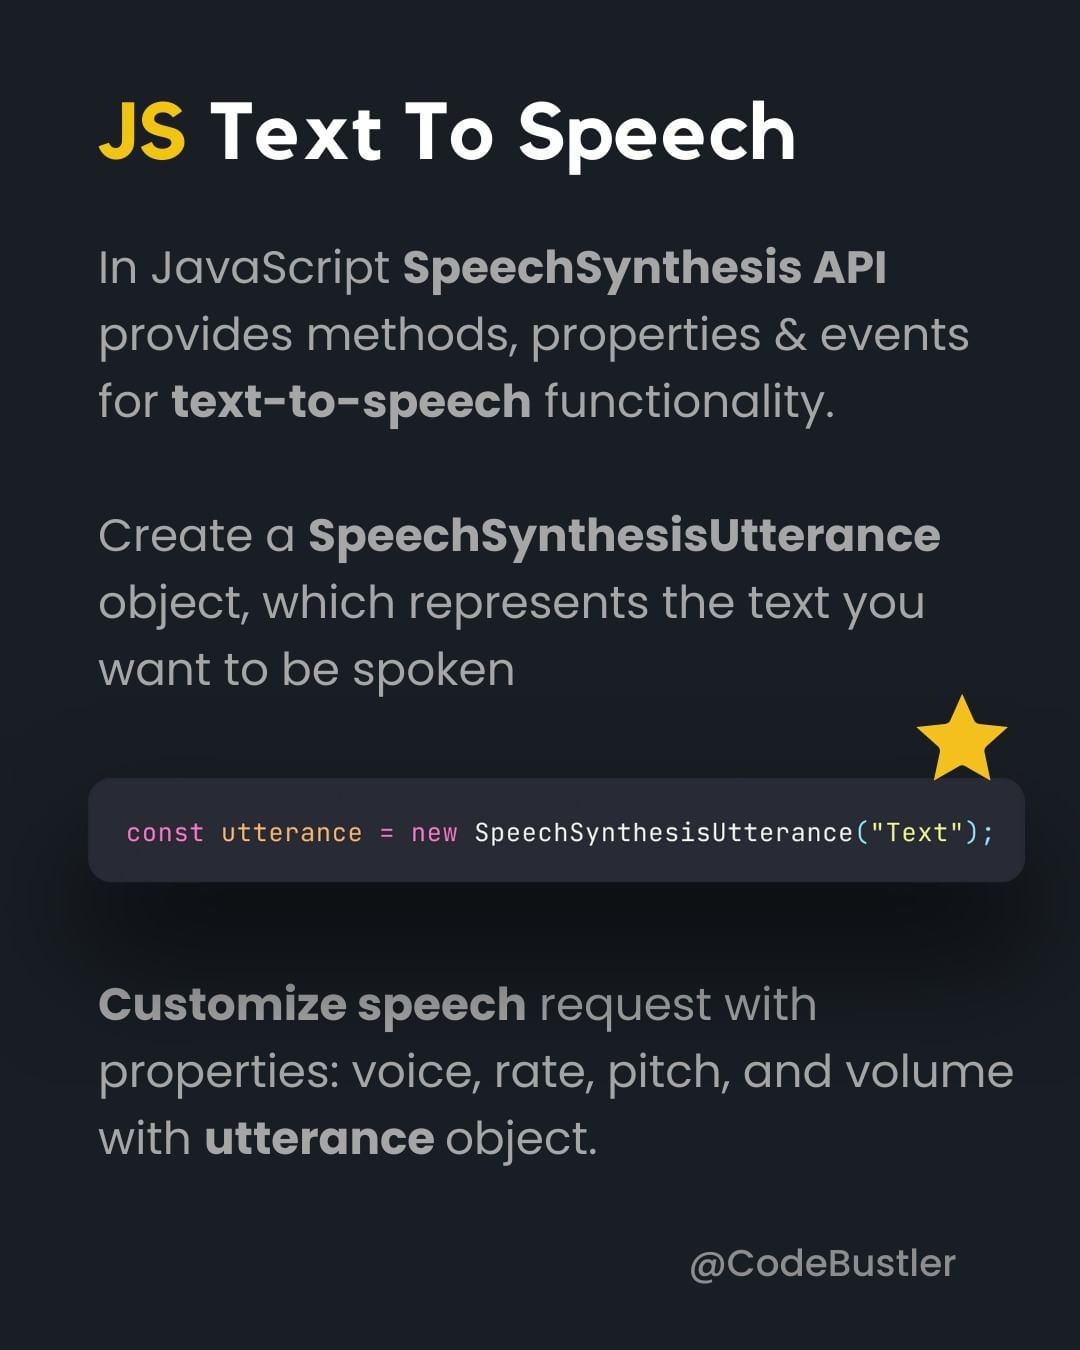 JS Text To Speech
In JavaScript SpeechSynthesis API
provides methods, properties & events
for text-to-speech functionality.
Create a SpeechSynthesisUtterance
object, which represents the text you
want to be spoken
const utterance = new SpeechSynthesisUtterance("Text");
Customize speech request with
properties: voice, rate, pitch, and volume
with utterance object.
@CodeBustler